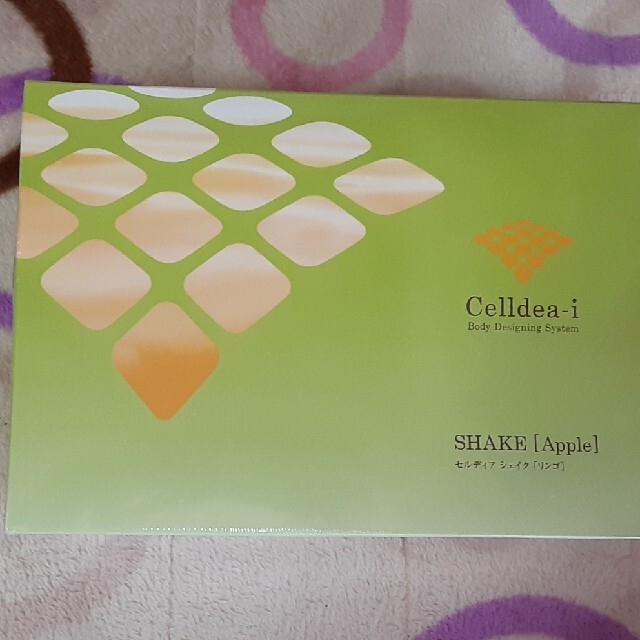 Celldea-i
Body Designing System
SHAKE [Apple]
セルディア シェイク「リンゴ」